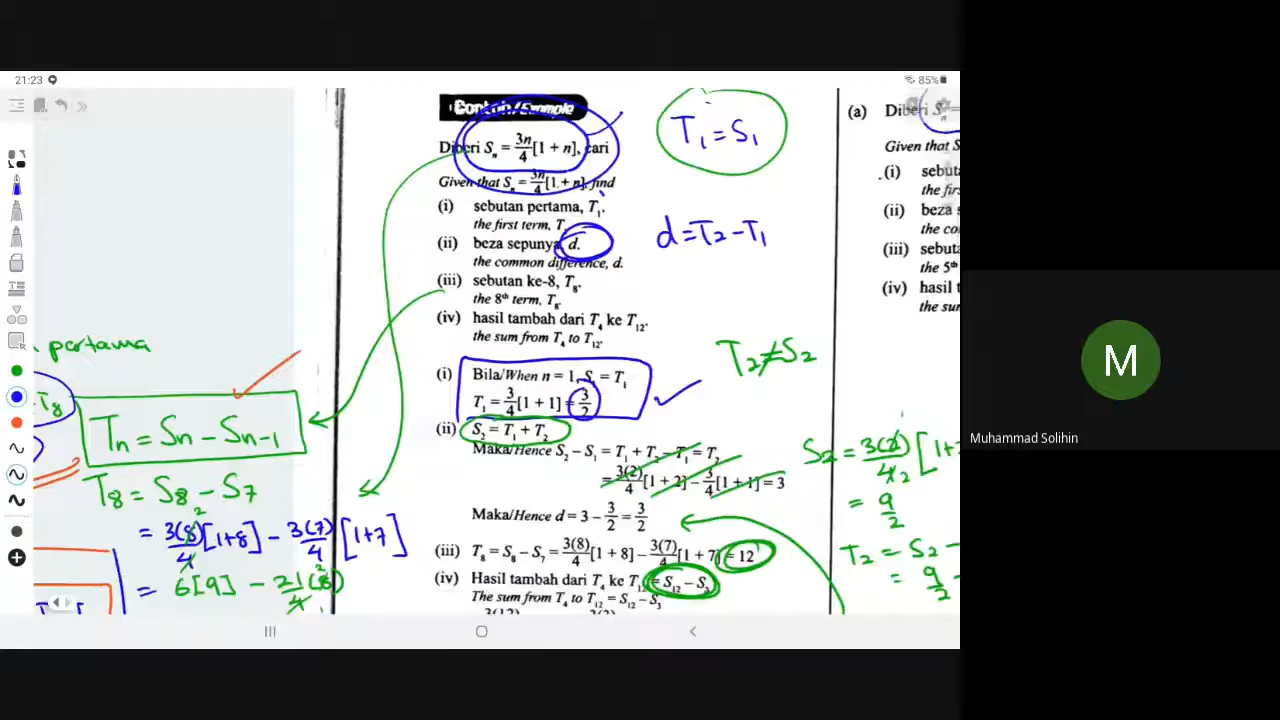 21:23
85%
Contoh/Example
Diberi Sₙ = 3n/4 [1 + n], cari
Given that Sₙ = 3n/4 [1 + n], find
(i) sebutan pertama, T₁.
the first term, T
(ii) beza sepunya, d.
the common difference, d.
(iii) sebutan ke-8, T₈.
the 8th term, T₈.
(iv) hasil tambah dari T₄ ke T₁₂.
the sum from T₄ to T₁₂.
(i) Bila/When n = 1, S₁ = T₁
T₁ = 3/4 [1 + 1] = 3/2
(ii) S₂ = T₁ + T₂
Maka/Hence S₂ − S₁ = T₁ + T₂ − T₁ = T₂
= 3(2)/4 [1 + 2] − 3/4 [1 + 1] = 3
Maka/Hence d = 3 − 3/2 = 3/2
(iii) T₈ = S₈ − S₇ = 3(8)/4 [1 + 8] − 3(7)/4 [1 + 7] = 12
(iv) Hasil tambah dari T₄ ke T₁₂ = S₁₂ − S₃
The sum from T₄ to T₁₂ = S₁₂ − S₃
T₁ = S₁
d = T₂ − T₁
T₂ ≠ S₂
pertama
T₈
Tn = Sn − Sn-1
T₈ = S₈ − S₇
= 3(8)/4 [1+8] − 3(7)/4 [1+7]
= 6[9] − 21(8)/4
S₂ = 3(2)/4 [1+
= 9/2
T₂ = S₂ −
= 9/2
(a) Diberi Sₙ =
Given that S
(i) sebut
the firs
(ii) beza s
the co
(iii) sebut
the 5th
(iv) hasil t
the su
M
Muhammad Solihin